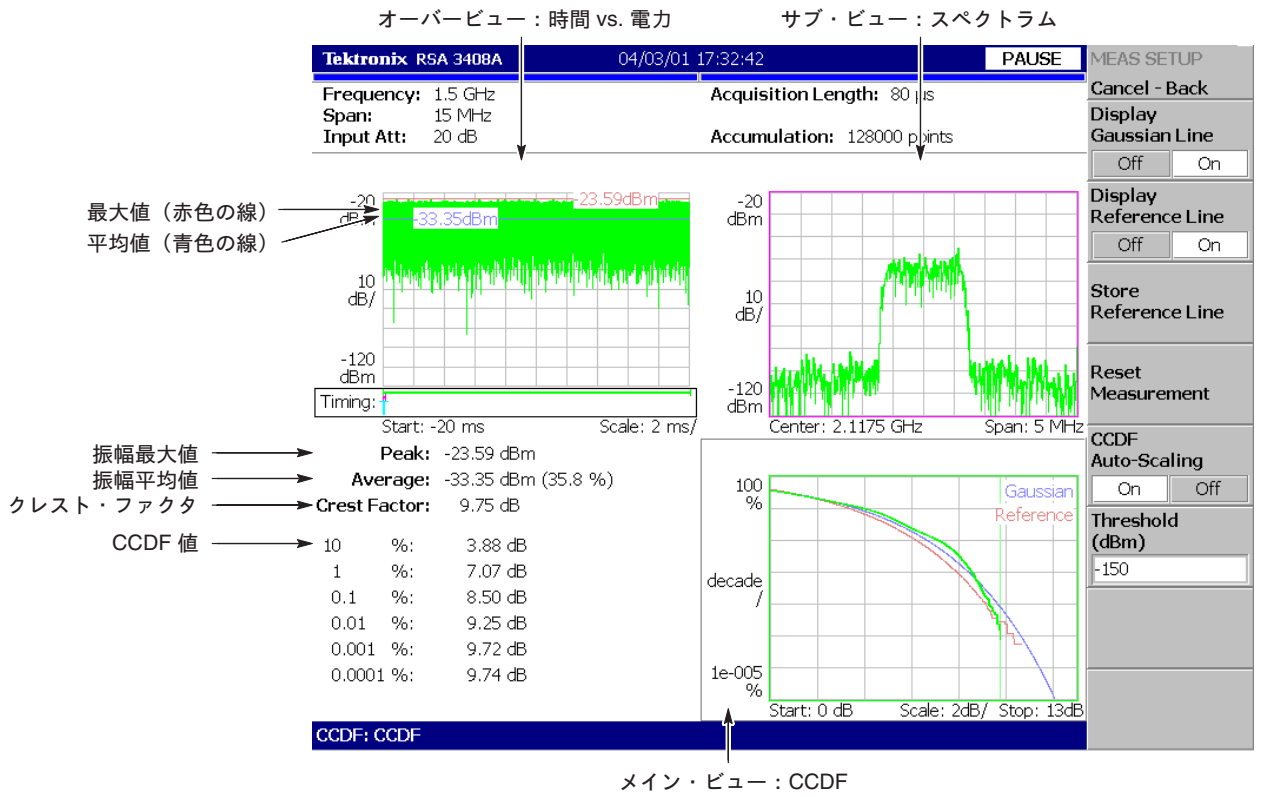 オーバービュー：時間 vs. 電力
サブ・ビュー：スペクトラム
Tektronix RSA 3408A 04/03/01 17:32:42 PAUSE
Frequency: 1.5 GHz
Span: 15 MHz
Input Att: 20 dB
Acquisition Length: 80 µs
Accumulation: 128000 points
MEAS SETUP
Cancel - Back
Display
Gaussian Line
Off On
Display
Reference Line
Off On
Store
Reference Line
Reset
Measurement
CCDF
Auto-Scaling
On Off
Threshold
(dBm)
-150
最大値（赤色の線）
平均値（青色の線）
-20
dBm
-23.59dBm
-33.35dBm
10
dB/
-120
dBm
Timing:
Start: -20 ms Scale: 2 ms/
-20
dBm
10
dB/
-120
dBm
Center: 2.1175 GHz Span: 5 MHz
振幅最大値
振幅平均値
クレスト・ファクタ
CCDF 値
Peak: -23.59 dBm
Average: -33.35 dBm (35.8 %)
Crest Factor: 9.75 dB
10 %: 3.88 dB
1 %: 7.07 dB
0.1 %: 8.50 dB
0.01 %: 9.25 dB
0.001 %: 9.72 dB
0.0001 %: 9.74 dB
100
%
Gaussian
Reference
decade
/
1e-005
%
Start: 0 dB Scale: 2dB/ Stop: 13dB
CCDF: CCDF
メイン・ビュー：CCDF